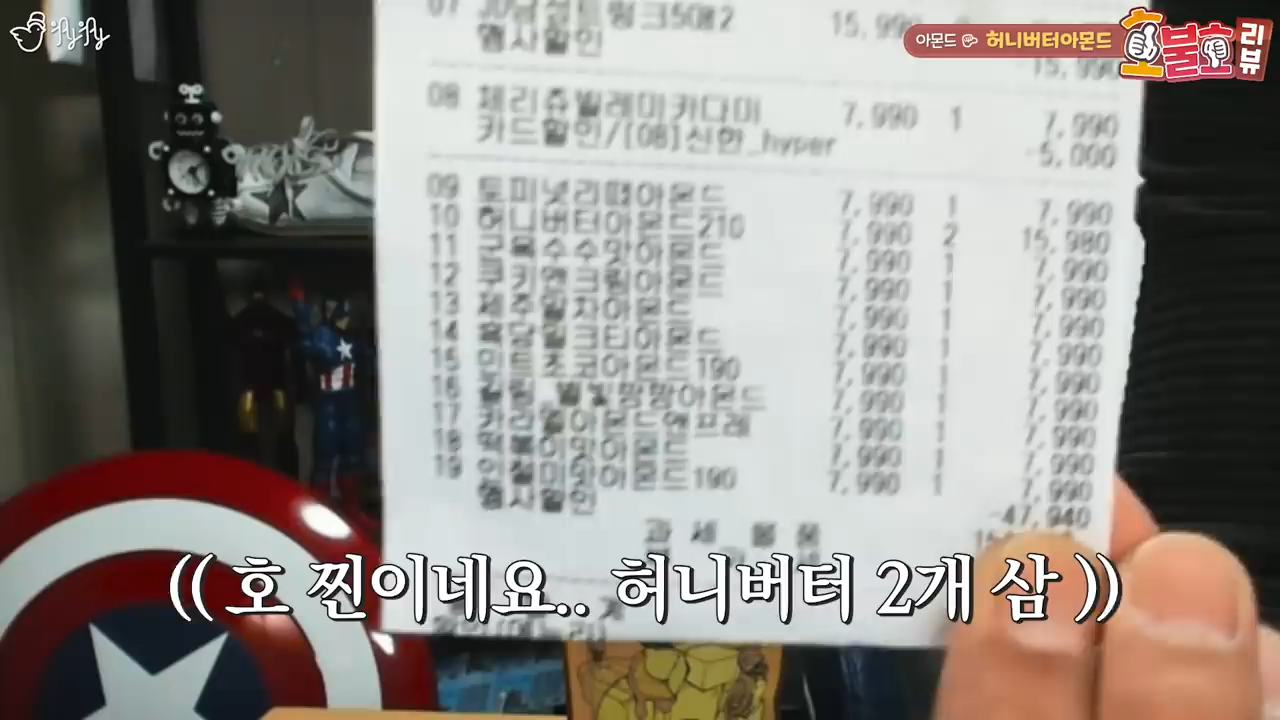 아몬드 허니버터아몬드
호불호 리뷰
07
15,990
행사할인
15,990
08 체리쥬빌레미카다미 7,990 1 7,990
카드할인/[08]신한_hyper -5,000
09 토피넛라떼아몬드 7,990 1 7,990
10 허니버터아몬드210 7,990 2 15,980
11 군옥수수맛아몬드 7,990 1 7,990
12 쿠키앤크림아몬드 7,990 1 7,990
13 제주말차아몬드 7,990 1 7,990
14 흑당밀크티아몬드 7,990 1 7,990
15 민트초코아몬드190 7,990 1 7,990
16 별빛팡팡아몬드 7,990 1 7,990
17 카라멜아몬드앤프레 7,990 1 7,990
18 떡볶이맛아몬드 7,990 1 7,990
19 인절미맛아몬드190 7,990 1 7,990
행사할인 -47,940
과 세 물 품
(( 호 찐이네요.. 허니버터 2개 삼 ))